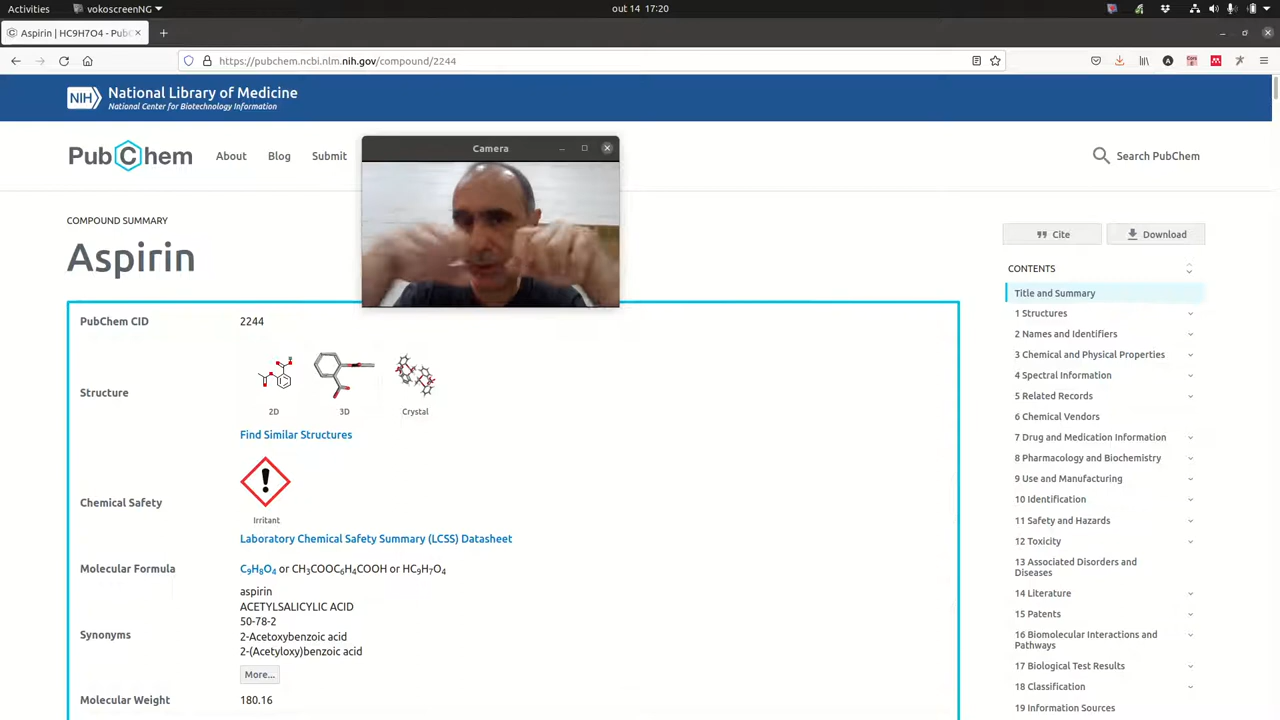 Activities
vokoscreenNG
out 14 17:20
Aspirin | HC9H7O4 - PubC
https://pubchem.ncbi.nlm.nih.gov/compound/2244
NIH
National Library of Medicine
National Center for Biotechnology Information
PubChem
About
Blog
Submit
Camera
Search PubChem
COMPOUND SUMMARY
Aspirin
Cite
Download
CONTENTS
Title and Summary
1 Structures
2 Names and Identifiers
3 Chemical and Physical Properties
4 Spectral Information
5 Related Records
6 Chemical Vendors
7 Drug and Medication Information
8 Pharmacology and Biochemistry
9 Use and Manufacturing
10 Identification
11 Safety and Hazards
12 Toxicity
13 Associated Disorders and
Diseases
14 Literature
15 Patents
16 Biomolecular Interactions and
Pathways
17 Biological Test Results
18 Classification
19 Information Sources
PubChem CID
2244
Structure
2D
3D
Crystal
Find Similar Structures
Chemical Safety
Irritant
Laboratory Chemical Safety Summary (LCSS) Datasheet
Molecular Formula
C₉H₈O₄ or CH₃COOC₆H₄COOH or HC₉H₇O₄
Synonyms
aspirin
ACETYLSALICYLIC ACID
50-78-2
2-Acetoxybenzoic acid
2-(Acetyloxy)benzoic acid
More...
Molecular Weight
180.16